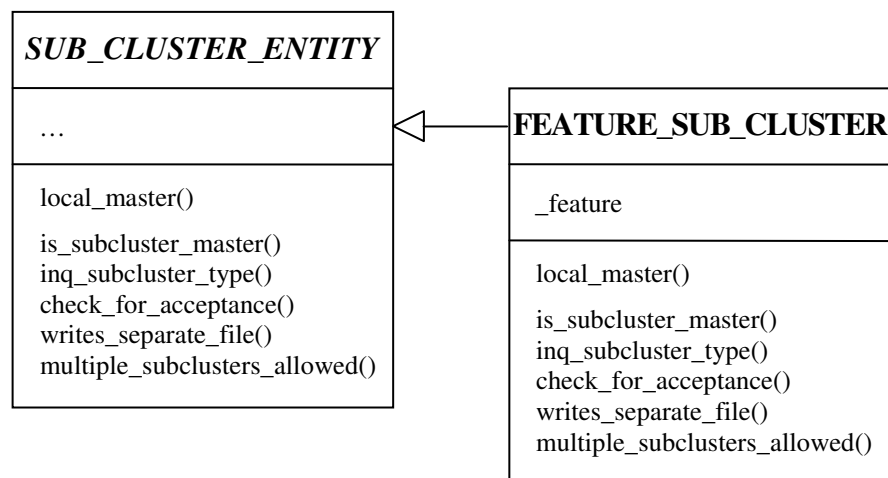 SUB_CLUSTER_ENTITY
…
local_master()
is_subcluster_master()
inq_subcluster_type()
check_for_acceptance()
writes_separate_file()
multiple_subclusters_allowed()
FEATURE_SUB_CLUSTER
_feature
local_master()
is_subcluster_master()
inq_subcluster_type()
check_for_acceptance()
writes_separate_file()
multiple_subclusters_allowed()